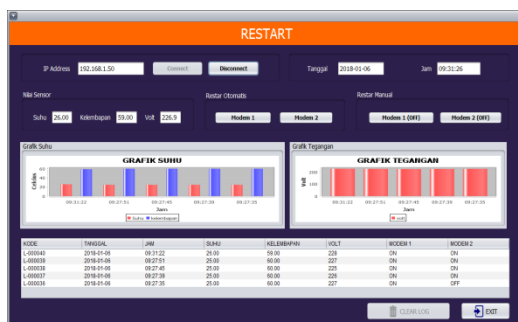 RESTART
IP Address 192.168.1.50 Connect Disconnect Tanggal 2018-01-06 Jam 09:31:26
Nilai Sensor Restar Otomatis Restar Manual
Suhu 26.00 Kelembapan 59.00 Volt 226.9 Modem 1 Modem 2 Modem 1 (OFF) Modem 2 (OFF)
Grafik Suhu Grafik Tegangan
GRAFIK SUHU GRAFIK TEGANGAN
Celcius 60 40 20 0
Volt 200 100 0
09:31:22 09:27:51 09:27:45 09:27:39 09:27:35
09:31:22 09:27:51 09:27:45 09:27:39 09:27:35
Jam Jam
Suhu Kelembapan volt
KODE TANGGAL JAM SUHU KELEMBAPAN VOLT MODEM 1 MODEM 2
L-000040 2018-01-06 09:31:22 26.00 59.00 228 ON ON
L-000039 2018-01-06 09:27:51 25.00 60.00 227 ON ON
L-000038 2018-01-06 09:27:45 25.00 60.00 225 ON ON
L-000037 2018-01-06 09:27:39 25.00 60.00 226 ON ON
L-000036 2018-01-06 09:27:35 25.00 60.00 227 ON OFF
CLEAR LOG EXIT